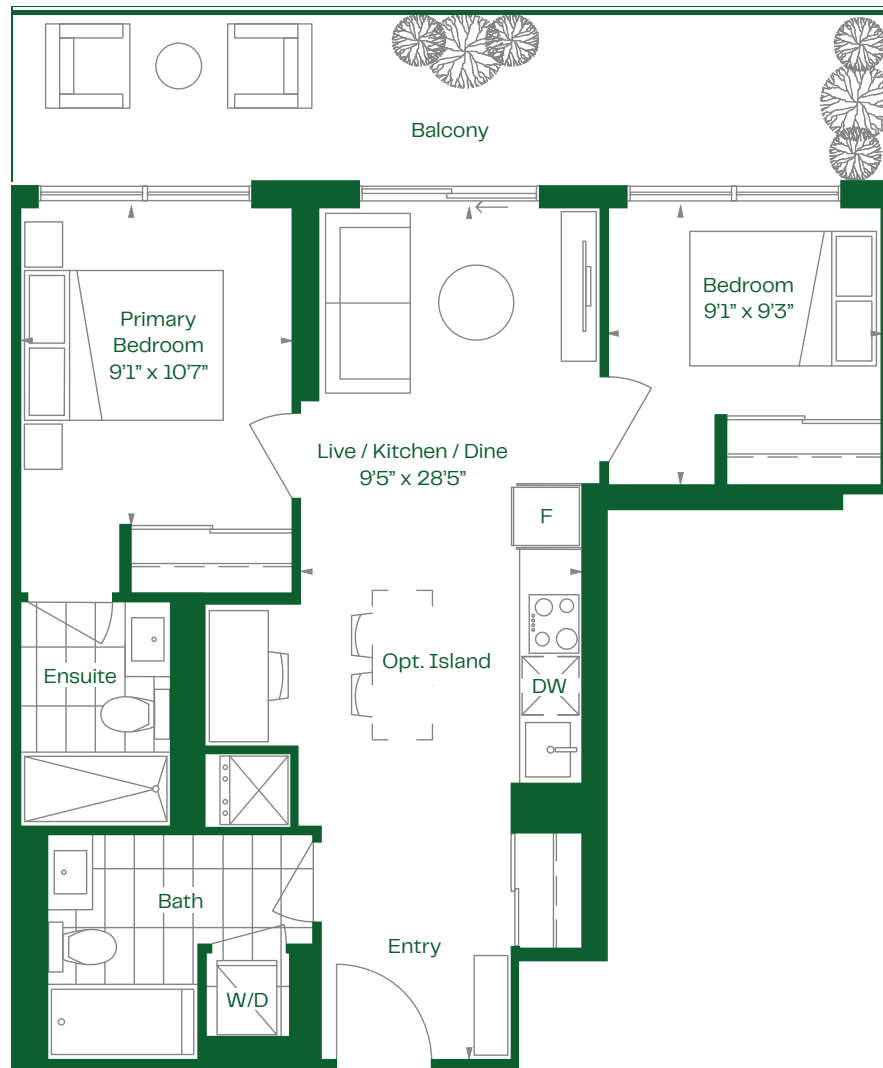 Balcony
Primary
Bedroom
9'1” x 10'7”
Bedroom
9'1” x 9'3”
Live / Kitchen / Dine
9'5” x 28'5”
F
Opt. Island
DW
Ensuite
Bath
Entry
W/D